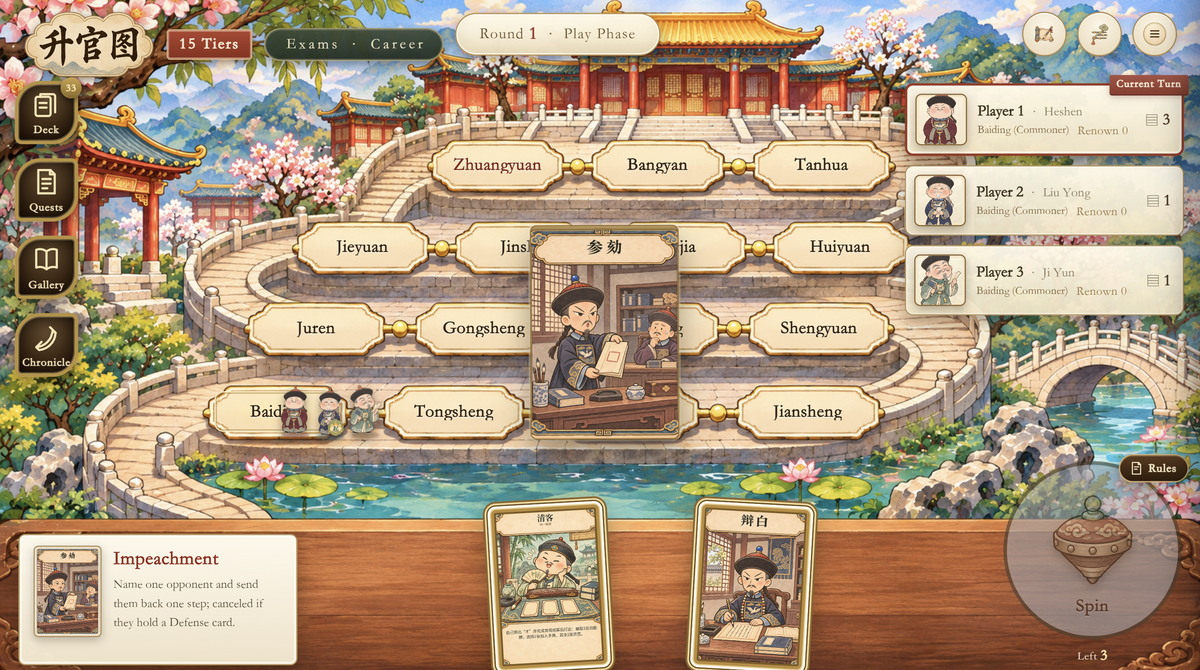 升官图
15 Tiers
Exams · Career
Round 1 · Play Phase
Current Turn
33
Deck
Quests
Gallery
Chronicle
Player 1 · Heshen
Baiding (Commoner) Renown 0
3
Player 2 · Liu Yong
Baiding (Commoner) Renown 0
1
Player 3 · Ji Yun
Baiding (Commoner) Renown 0
1
Zhuangyuan
Bangyan
Tanhua
Jieyuan
Huiyuan
参劾
Juren
Gongsheng
Shengyuan
Tongsheng
Jiansheng
Rules
Spin
Left 3
参劾
Impeachment
Name one opponent and send
them back one step; canceled if
they hold a Defense card.
清客
辩白